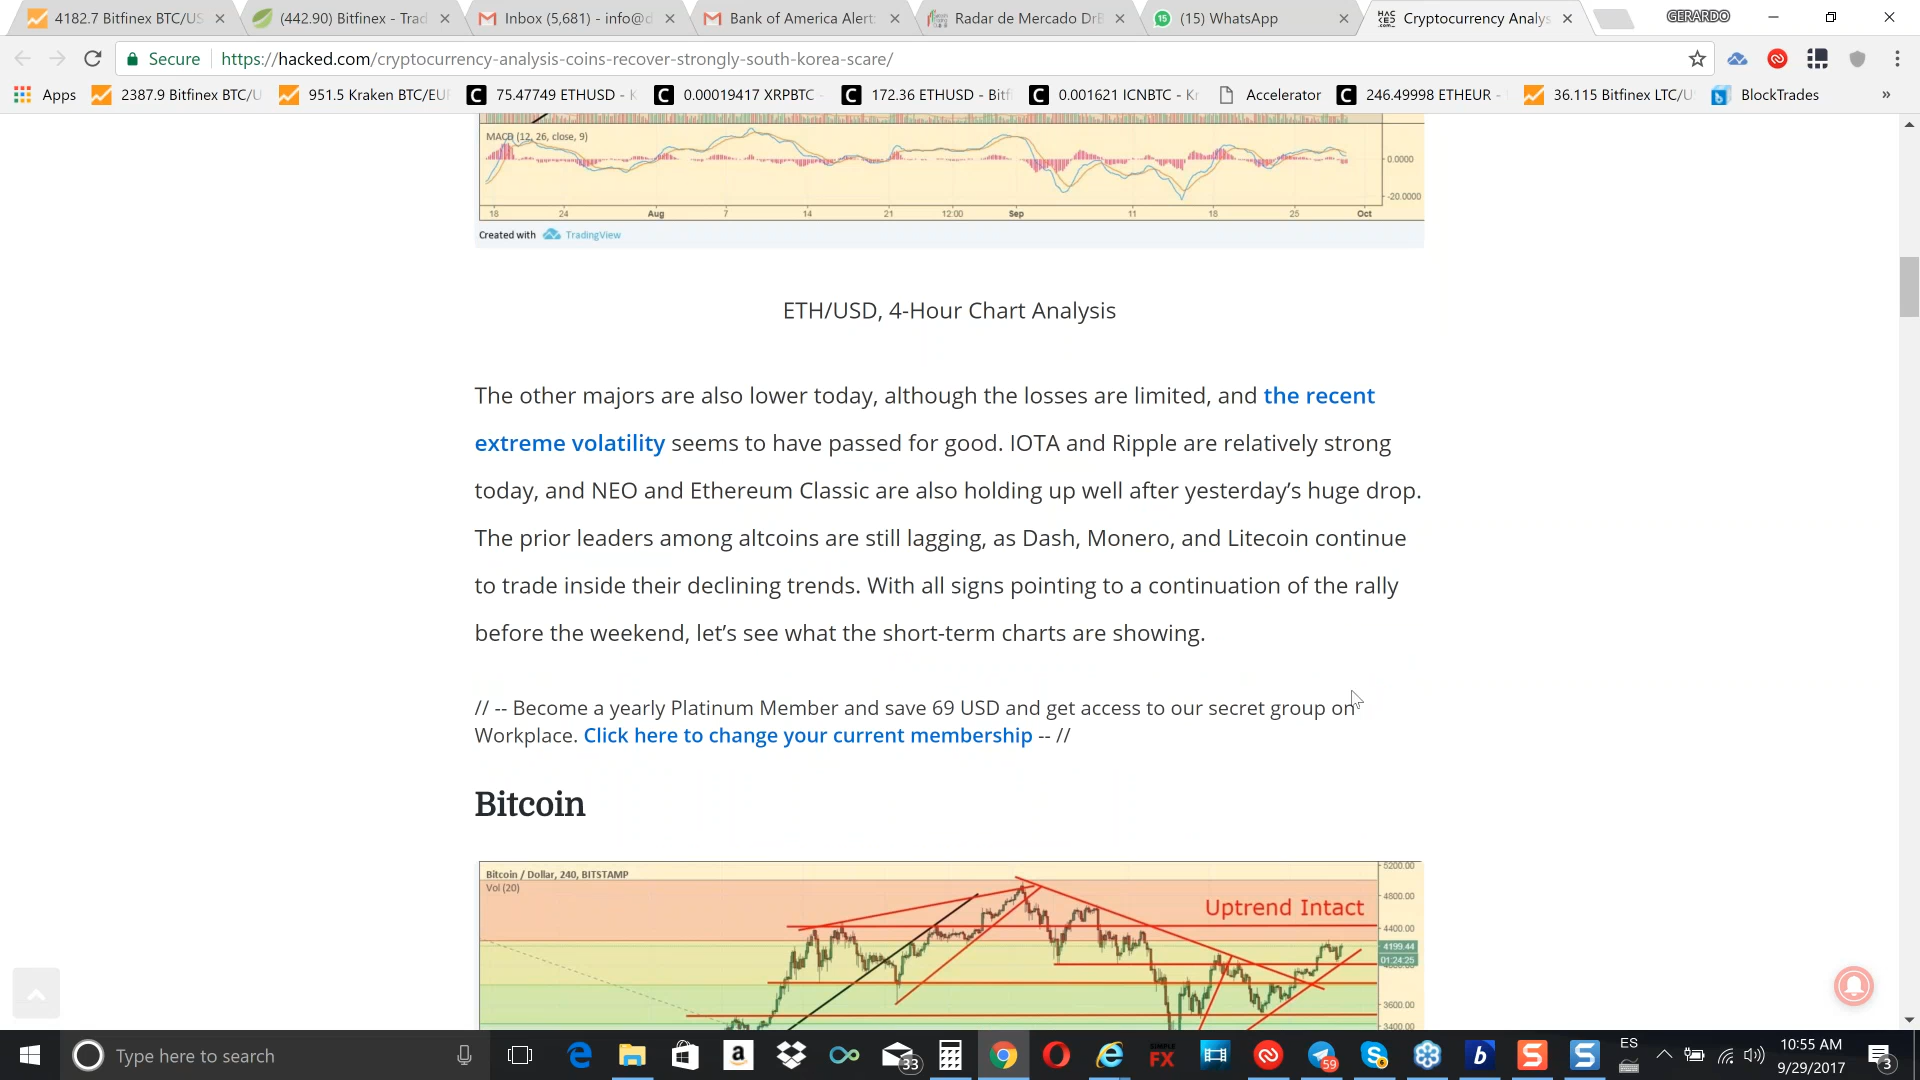 4182.7 Bitfinex BTC/US
(442.90) Bitfinex - Trad
Inbox (5,681) - info@d
Bank of America Alert:
Radar de Mercado DrB
(15) WhatsApp
Cryptocurrency Analys
GERARDO
Secure
https://hacked.com/cryptocurrency-analysis-coins-recover-strongly-south-korea-scare/
Apps
2387.9 Bitfinex BTC/U
951.5 Kraken BTC/EUR
75.47749 ETHUSD - K
0.00019417 XRPBTC
172.36 ETHUSD - Bitfi
0.001621 ICNBTC - Kr
Accelerator
246.49998 ETHEUR -
36.115 Bitfinex LTC/U
BlockTrades
»
MACD (12, 26, close, 9)
0.0000
-20.0000
18 24 Aug 7 14 21 12:00 Sep 11 18 25 Oct
Created with TradingView
ETH/USD, 4-Hour Chart Analysis
The other majors are also lower today, although the losses are limited, and the recent
extreme volatility seems to have passed for good. IOTA and Ripple are relatively strong
today, and NEO and Ethereum Classic are also holding up well after yesterday’s huge drop.
The prior leaders among altcoins are still lagging, as Dash, Monero, and Litecoin continue
to trade inside their declining trends. With all signs pointing to a continuation of the rally
before the weekend, let’s see what the short-term charts are showing.
// -- Become a yearly Platinum Member and save 69 USD and get access to our secret group on
Workplace. Click here to change your current membership -- //
Bitcoin
Bitcoin / Dollar, 240, BITSTAMP
Vol (20)
Uptrend Intact
5200.00
4800.00
4400.00
4199.44
01:24:25
3600.00
3400.00
Type here to search
33
SIMPLE
FX
59
6
ES
10:55 AM
9/29/2017
3